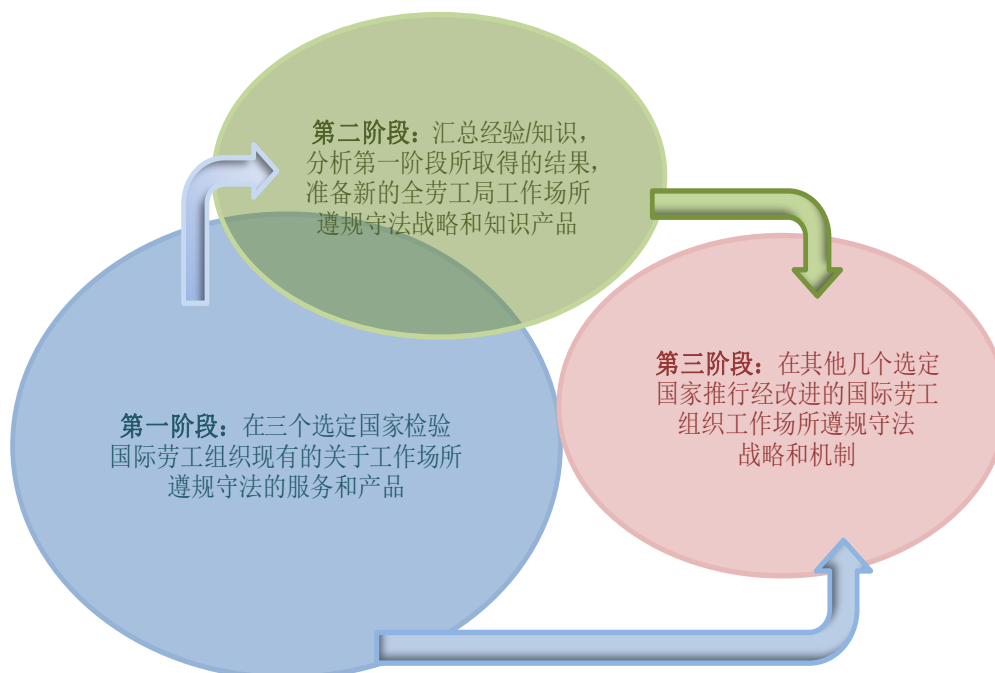 第二阶段：汇总经验/知识，
分析第一阶段所取得的结果，
准备新的全劳工局工作场所
遵规守法战略和知识产品
第一阶段：在三个选定国家检验
国际劳工组织现有的关于工作场所
遵规守法的服务和产品
第三阶段：在其他几个选定
国家推行经改进的国际劳工
组织工作场所遵规守法
战略和机制